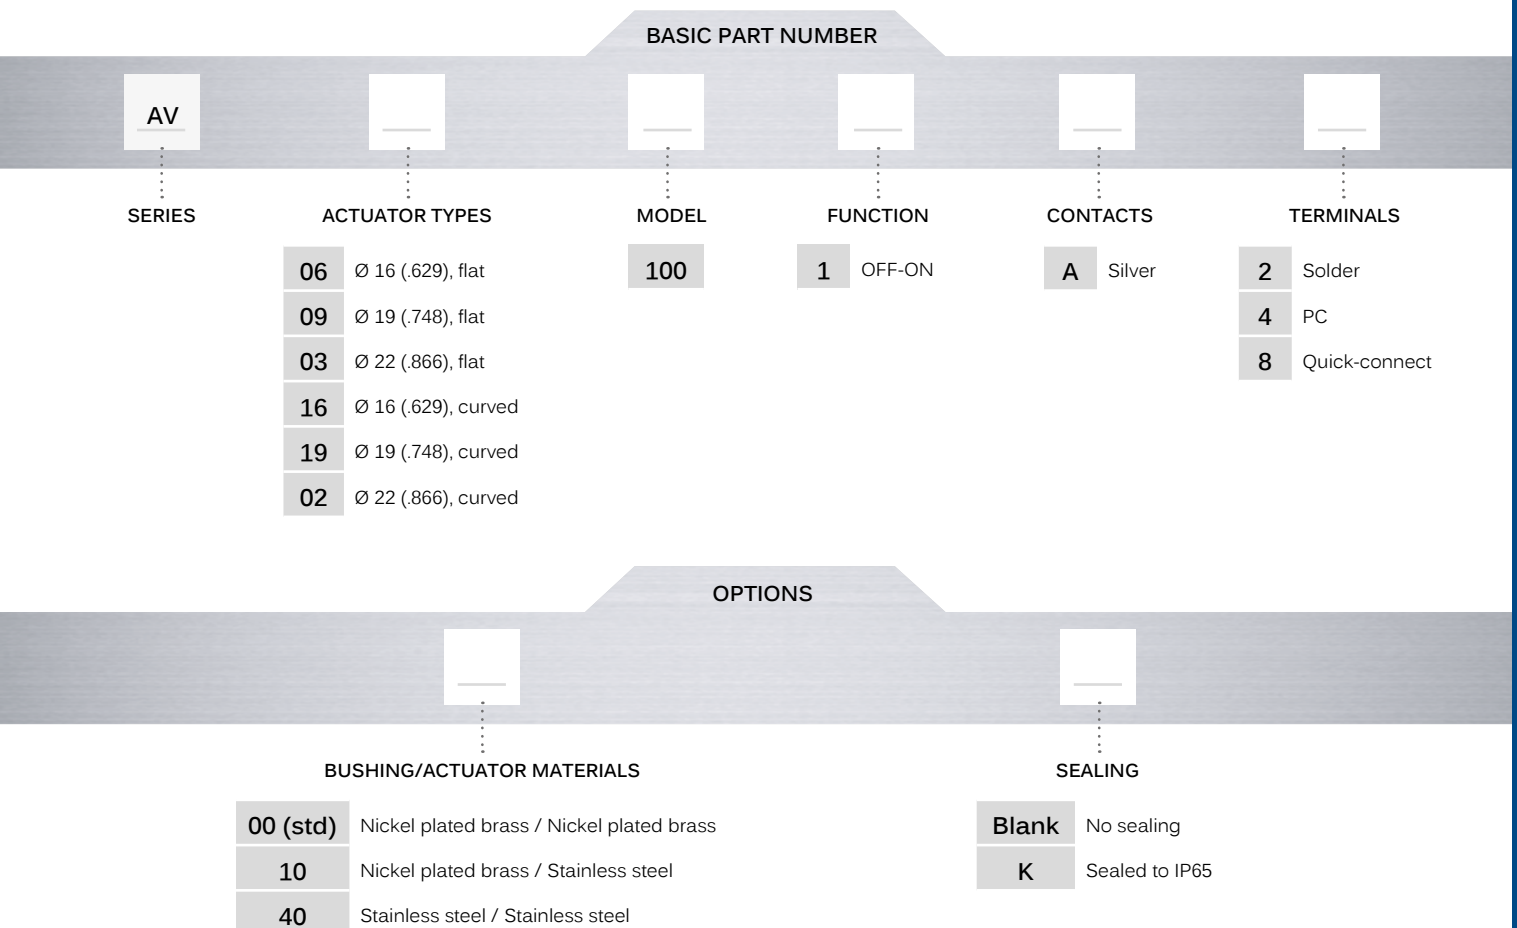 BASIC PART NUMBER
AV
SERIES
ACTUATOR TYPES
06 Ø 16 (.629), flat
09 Ø 19 (.748), flat
03 Ø 22 (.866), flat
16 Ø 16 (.629), curved
19 Ø 19 (.748), curved
02 Ø 22 (.866), curved
MODEL
100
FUNCTION
1 OFF-ON
CONTACTS
A Silver
TERMINALS
2 Solder
4 PC
8 Quick-connect
OPTIONS
BUSHING/ACTUATOR MATERIALS
00 (std) Nickel plated brass / Nickel plated brass
10 Nickel plated brass / Stainless steel
40 Stainless steel / Stainless steel
SEALING
Blank No sealing
K Sealed to IP65